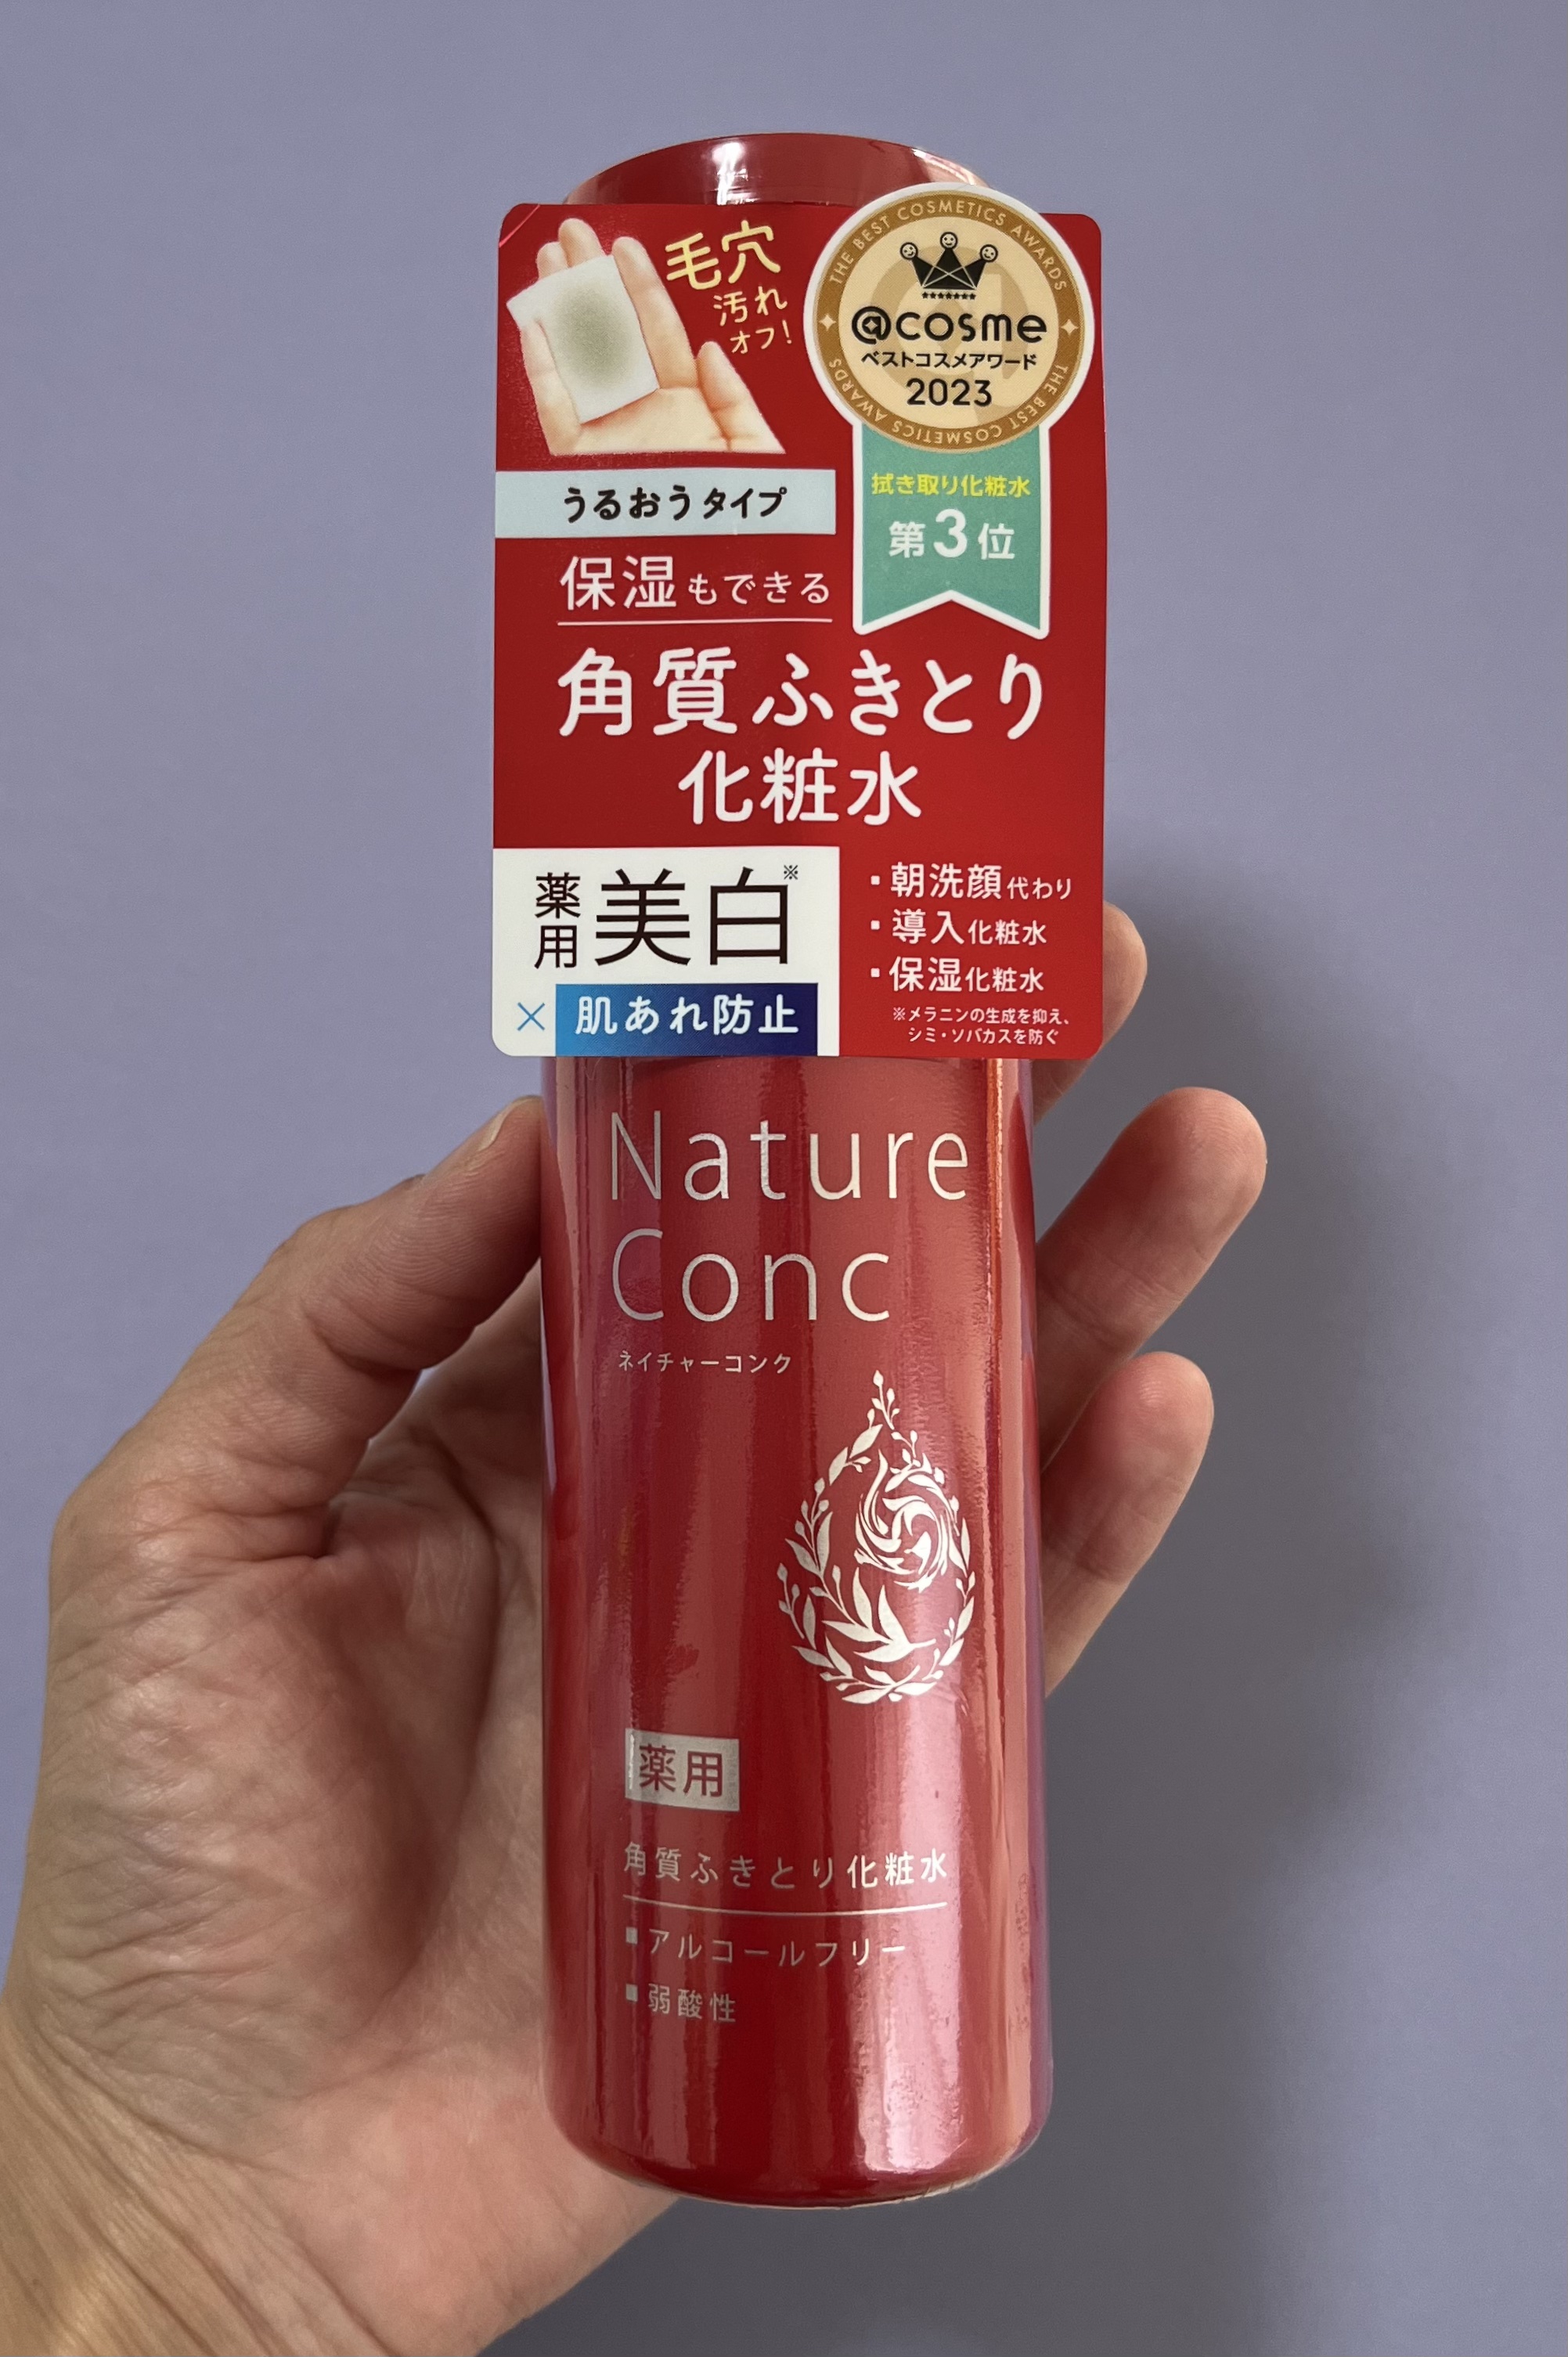 毛穴
汚れ
オフ!
THE BEST COSMETICS AWARDS
@cosme
ベストコスメアワード
2023
THE BEST COSMETICS AWARDS
拭き取り化粧水
第3位
うるおうタイプ
保湿もできる
角質ふきとり
化粧水
薬用美白※
×肌あれ防止
・朝洗顔代わり
・導入化粧水
・保湿化粧水
※メラニンの生成を抑え、
シミ・ソバカスを防ぐ
Nature
Conc
ネイチャーコンク
薬用
角質ふきとり化粧水
■アルコールフリー
■弱酸性